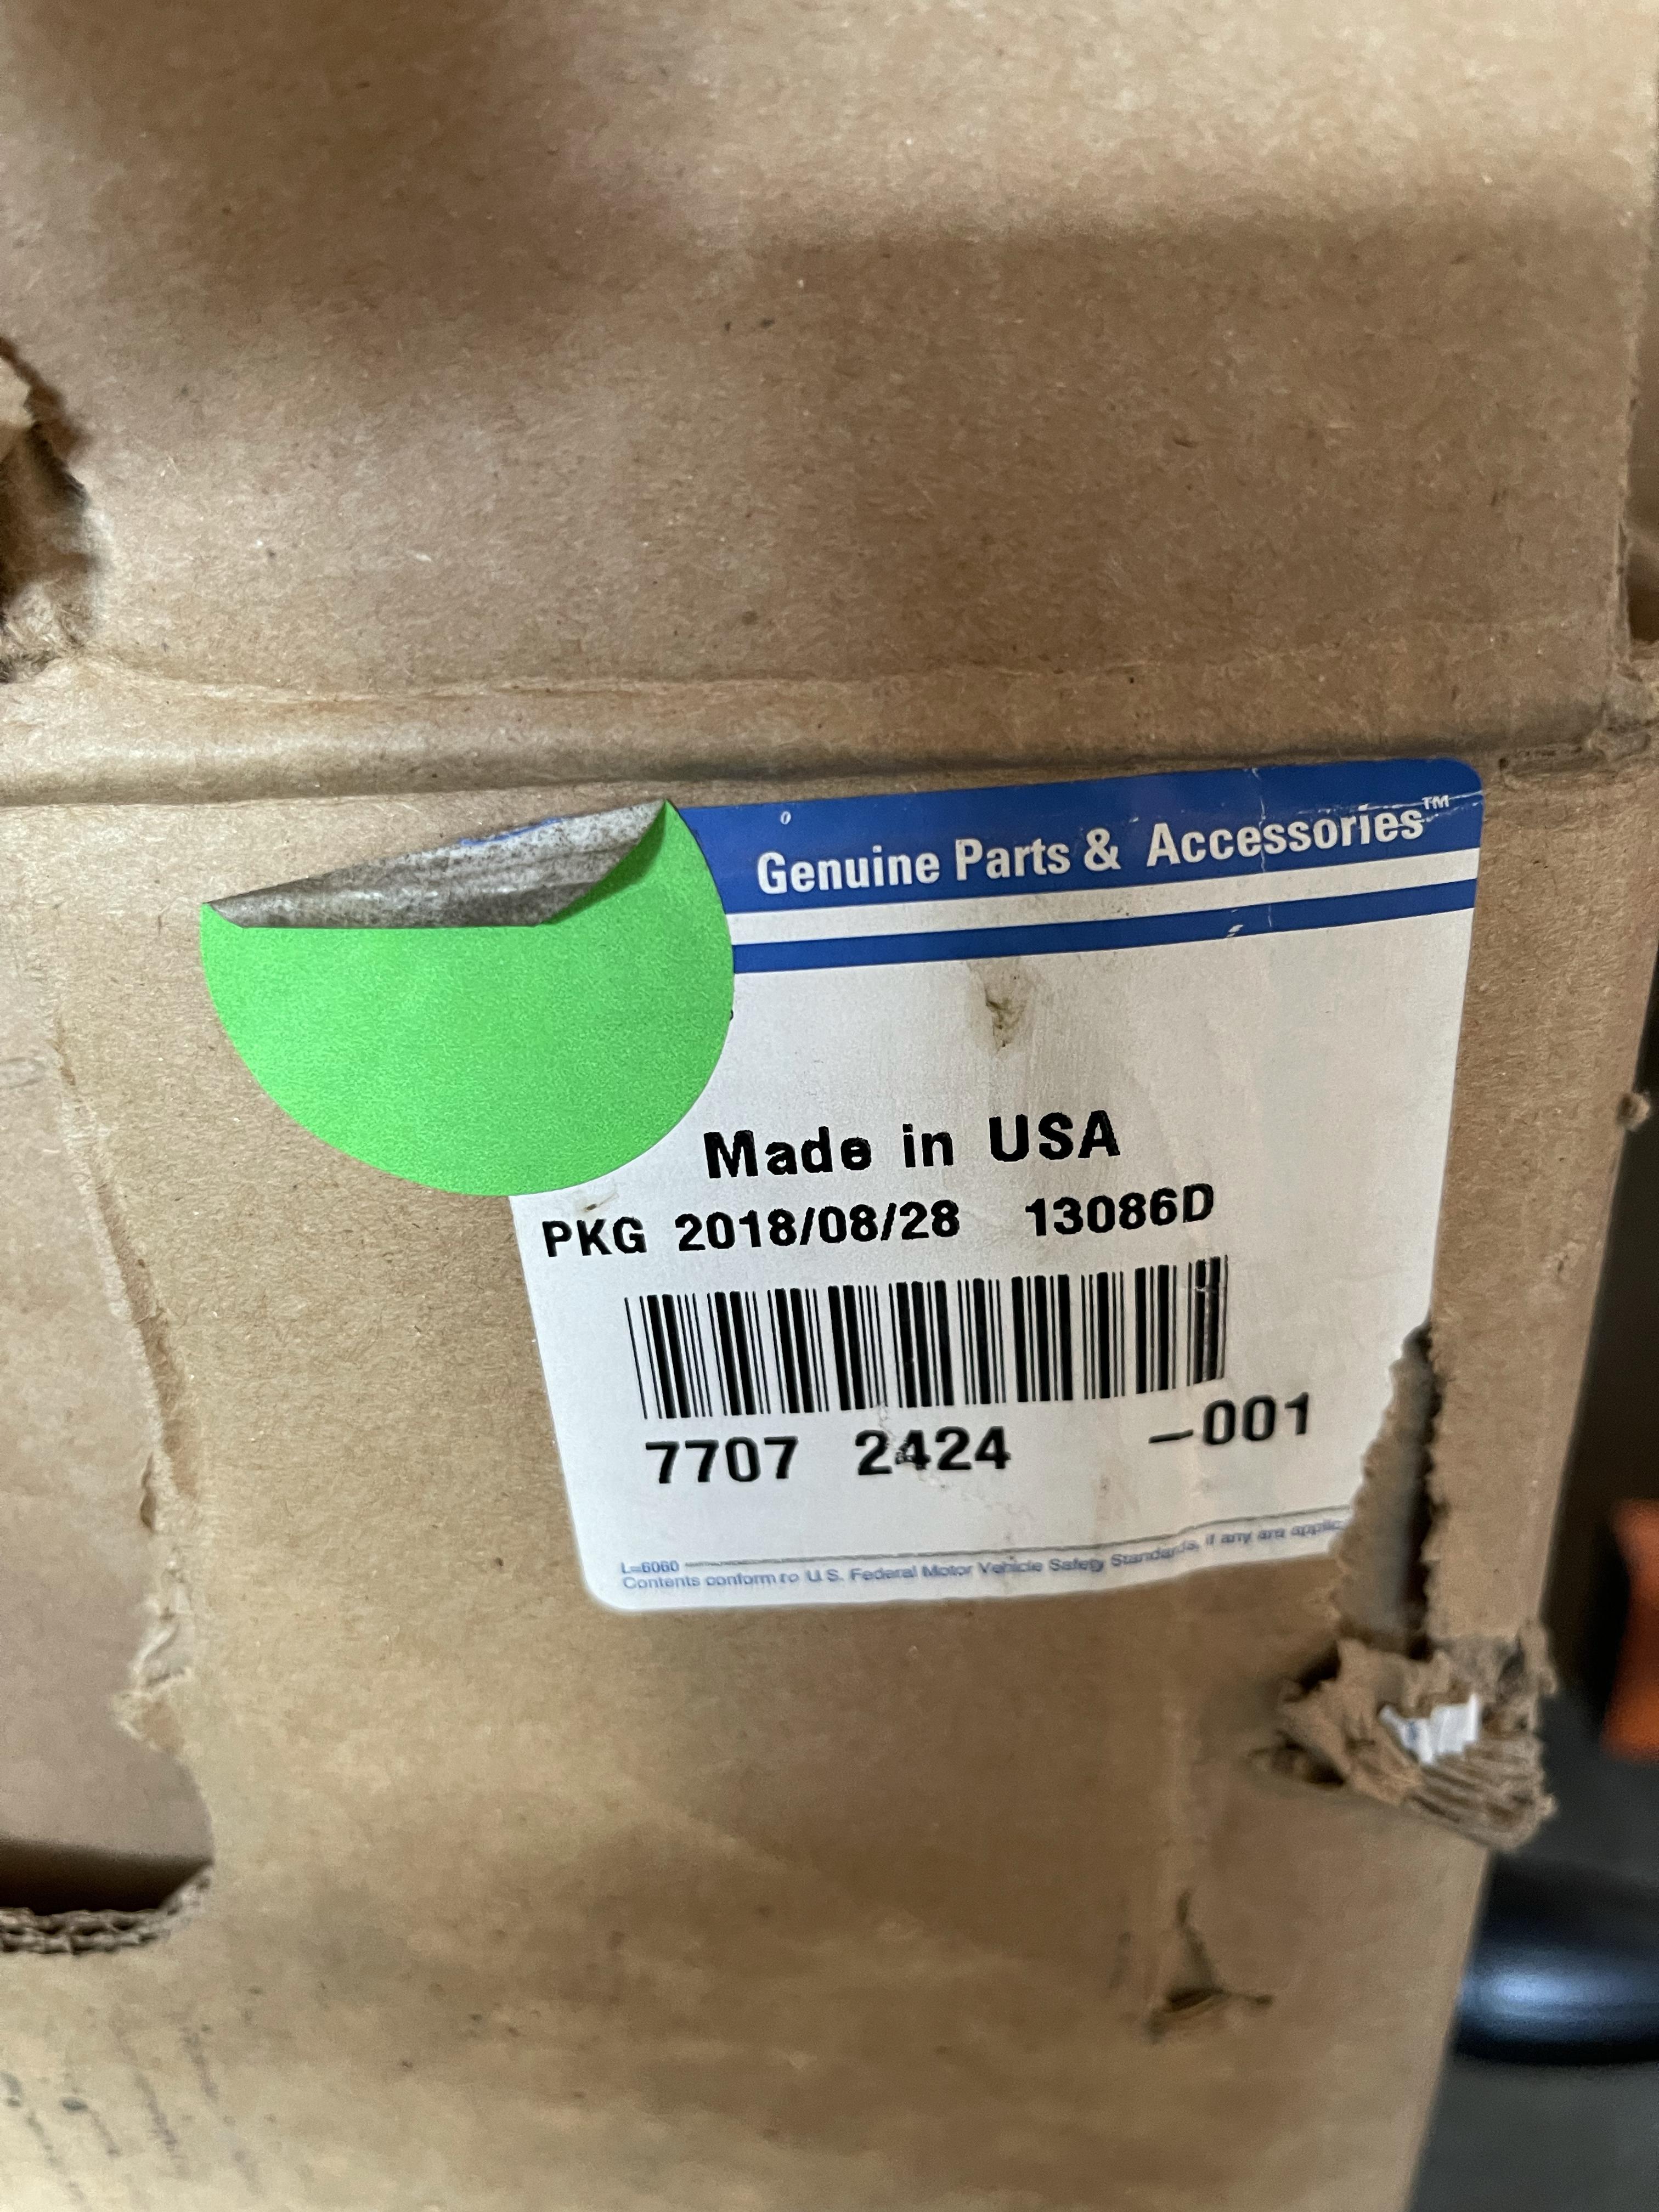 Genuine Parts & Accessories™
Made in USA
PKG 2018/08/28 13086D
7707 2424 -001
L=6060
Contents conform to U.S. Federal Motor Vehicle Safety Standards, if any are